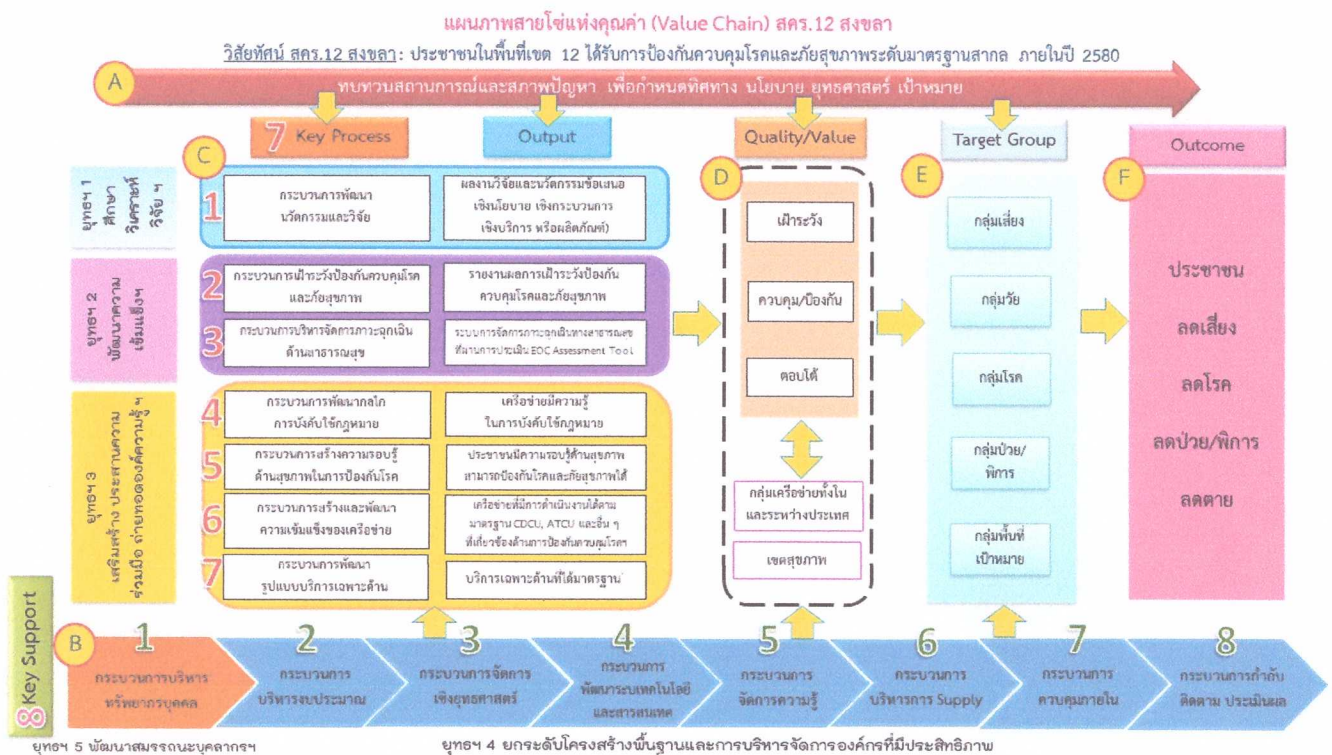 แผนภาพสายโซ่แห่งคุณค่า (Value Chain) สคร.12 สงขลา
วิสัยทัศน์ สคร.12 สงขลา : ประชาชนในพื้นที่เขต 12 ได้รับการป้องกันควบคุมโรคและภัยสุขภาพระดับมาตรฐานสากล ภายในปี 2580
A
ทบทวนสถานการณ์และสภาพปัญหา เพื่อกำหนดทิศทาง นโยบาย ยุทธศาสตร์ เป้าหมาย
7 Key Process
Output
Quality/Value
Target Group
Outcome
C
D
E
F
ยุทธฯ 1
ศึกษา
วิเคราะห์
วิจัย ฯ
1
กระบวนการพัฒนา
นวัตกรรมและวิจัย
ผลงานวิจัยและนวัตกรรมข้อเสนอ
เชิงนโยบาย เชิงกระบวนการ
เชิงบริการ หรือผลิตภัณฑ์)
ยุทธฯ 2
พัฒนาความ
เข้มแข็งฯ
2
กระบวนการเฝ้าระวังป้องกันควบคุมโรค
และภัยสุขภาพ
รายงานผลการเฝ้าระวังป้องกัน
ควบคุมโรคและภัยสุขภาพ
3
กระบวนการบริหารจัดการภาวะฉุกเฉิน
ด้านสาธารณสุข
ระบบการจัดการภาวะฉุกเฉินทางสาธารณสุข
ที่ผ่านการประเมิน EOC Assessment Tool
ยุทธฯ 3
เสริมสร้าง ประสานความ
ร่วมมือ ถ่ายทอดองค์ความรู้ฯ
4
กระบวนการพัฒนากลไก
การบังคับใช้กฎหมาย
เครือข่ายมีความรู้
ในการบังคับใช้กฎหมาย
5
กระบวนการสร้างความรอบรู้
ด้านสุขภาพในการป้องกันโรค
ประชาชนมีความรอบรู้ด้านสุขภาพ
สามารถป้องกันโรคและภัยสุขภาพได้
6
กระบวนการสร้างและพัฒนา
ความเข้มแข็งของเครือข่าย
เครือข่ายที่มีการดำเนินงานได้ตาม
มาตรฐาน CDCU, ATCU และอื่น ๆ
ที่เกี่ยวข้องด้านการป้องกันควบคุมโรคฯ
7
กระบวนการพัฒนา
รูปแบบบริการเฉพาะด้าน
บริการเฉพาะด้านที่ได้มาตรฐาน
เฝ้าระวัง
ควบคุม/ป้องกัน
ตอบโต้
กลุ่มเครือข่ายทั้งใน
และระหว่างประเทศ
เขตสุขภาพ
กลุ่มเสี่ยง
กลุ่มวัย
กลุ่มโรค
กลุ่มป่วย/
พิการ
กลุ่มพื้นที่
เป้าหมาย
ประชาชน
ลดเสี่ยง
ลดโรค
ลดป่วย/พิการ
ลดตาย
8 Key Support
B
1
กระบวนการบริหาร
ทรัพยากรบุคคล
2
กระบวนการ
บริหารงบประมาณ
3
กระบวนการจัดการ
เชิงยุทธศาสตร์
4
กระบวนการ
พัฒนาระบเทคโนโลยี
และสารสนเทศ
5
กระบวนการ
จัดการความรู้
6
กระบวนการ
บริหารการ Supply
7
กระบวนการ
ควบคุมภายใน
8
กระบวนการกำกับ
ติดตาม ประเมินผล
ยุทธฯ 5 พัฒนาสมรรถนะบุคลากรฯ
ยุทธฯ 4 ยกระดับโครงสร้างพื้นฐานและการบริหารจัดการองค์กรที่มีประสิทธิภาพ